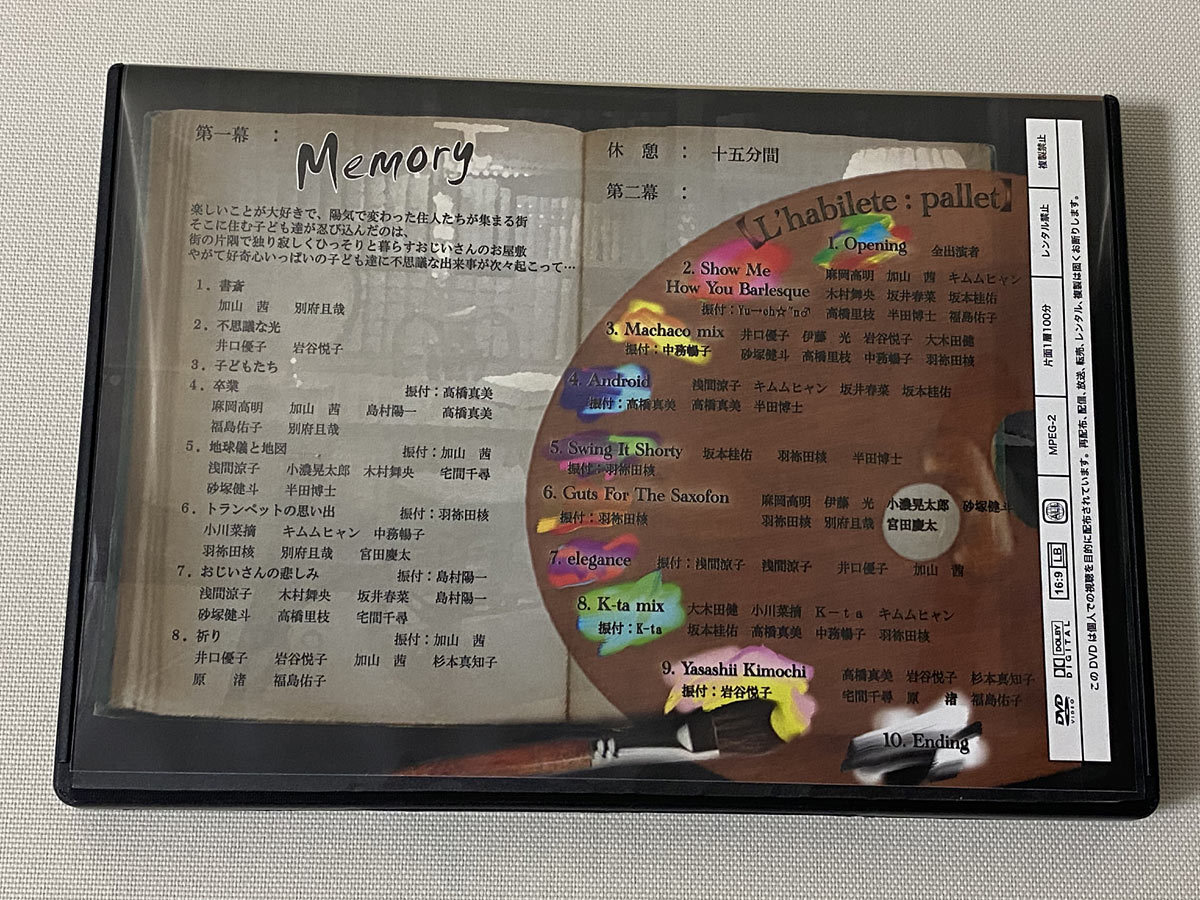 第一幕 :
Memory
楽しいことが大好きで、陽気で変わった住人たちが集まる街
そこに住む子ども達が忍び込んだのは、
街の片隅で独り寂しくひっそりと暮らすおじいさんのお屋敷
やがて好奇心いっぱいの子ども達に不思議な出来事が次々起こって…
1．書斎
加山 茜 別府且哉
2．不思議な光
井口優子 岩谷悦子
3．子どもたち
4．卒業 振付：高橋真美
麻岡高明 加山 茜 島村陽一 高橋真美
福島佑子 別府且哉
5．地球儀と地図 振付：加山 茜
浅間涼子 小濃晃太郎 木村舞央 宅間千尋
砂塚健斗 半田博士
6．トランペットの思い出 振付：羽祢田核
小川菜摘 キムムヒャン 中務暢子
羽祢田核 別府且哉 宮田慶太
7．おじいさんの悲しみ 振付：島村陽一
浅間涼子 木村舞央 坂井春菜 島村陽一
砂塚健斗 高橋里枝 宅間千尋
8．祈り 振付：加山 茜
井口優子 岩谷悦子 加山 茜 杉本真知子
原 渚 福島佑子
休 憩 : 十五分間
第二幕 :
【L'habilete : pallet】
1. Opening 全出演者
2. Show Me How You Barlesque 麻岡高明 加山 茜 キムムヒャン
木村舞央 坂井春菜 坂本桂佑
振付：Yu→ch☆"n♂ 高橋里枝 半田博士 福島佑子
3. Machaco mix 井口優子 伊藤 光 岩谷悦子 大木田健
振付：中務暢子 砂塚健斗 高橋里枝 中務暢子 羽祢田核
4. Android 浅間涼子 キムムヒャン 坂井春菜 坂本桂佑
振付：高橋真美 高橋真美 半田博士
5. Swing It Shorty 坂本桂佑 羽祢田核 半田博士
振付：羽祢田核
6. Guts For The Saxofon 麻岡高明 伊藤 光 小濃晃太郎 砂塚健斗
振付：羽祢田核 羽祢田核 別府且哉 宮田慶太
7. elegance 振付：浅間涼子 浅間涼子 井口優子 加山 茜
8. K-ta mix 大木田健 小川菜摘 K－ta キムムヒャン
振付：K-ta 坂本桂佑 高橋真美 中務暢子 羽祢田核
9. Yasashii Kimochi 高橋真美 岩谷悦子 杉本真知子
振付：岩谷悦子 宅間千尋 原 渚 福島佑子
10. Ending
複製禁止
レンタル禁止
片面1層100分
MPEG-2
ALL
16:9 LB
DOLBY DIGITAL
DVD VIDEO
このDVDは個人での視聴を目的に配布されています。再配布、配信、放送、転売、レンタル、複製は固くお断りします。